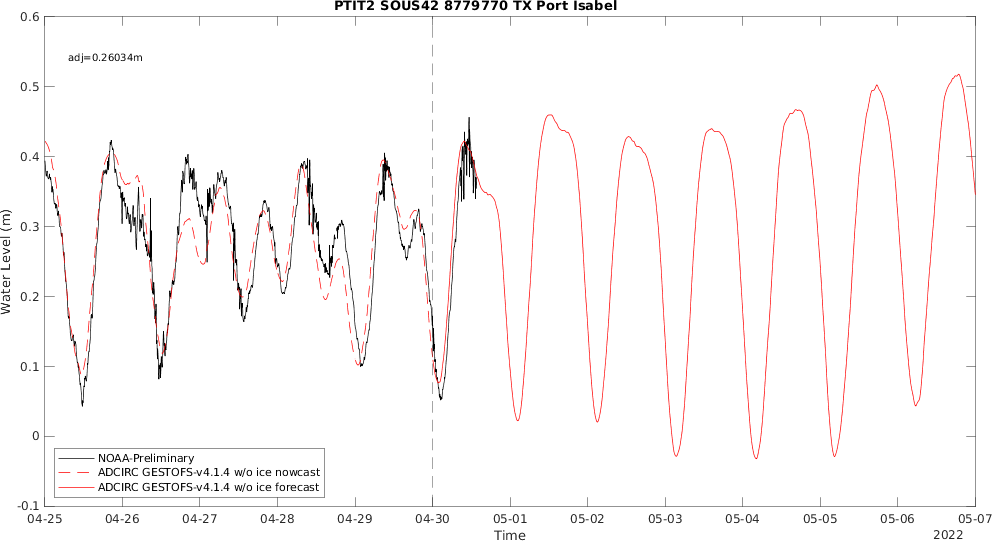 PTIT2 SOUS42 8779770 TX Port Isabel
adj=0.26034m
0.6
0.5
0.4
0.3
0.2
0.1
0
-0.1
Water Level (m)
NOAA-Preliminary
ADCIRC GESTOFS-v4.1.4 w/o ice nowcast
ADCIRC GESTOFS-v4.1.4 w/o ice forecast
04-25 04-26 04-27 04-28 04-29 04-30 05-01 05-02 05-03 05-04 05-05 05-06 05-07
Time
2022